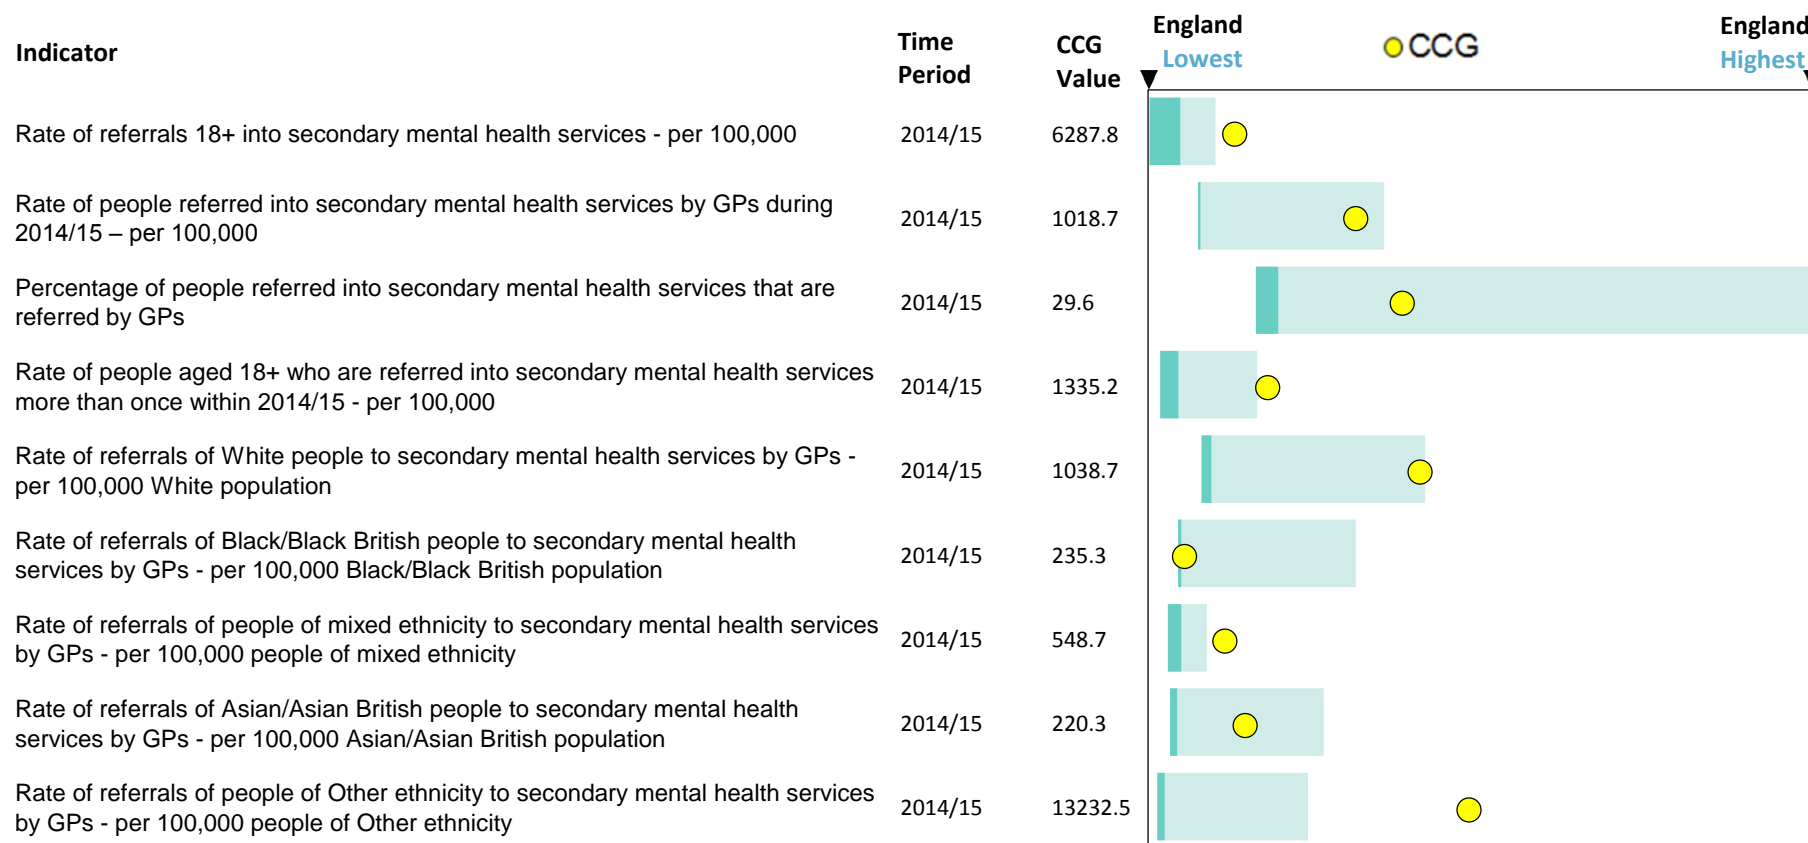 Indicator
Time
Period
CCG
Value
England
Lowest
CCG
England
Highest
Rate of referrals 18+ into secondary mental health services - per 100,000
2014/15
6287.8
Rate of people referred into secondary mental health services by GPs during
2014/15 – per 100,000
2014/15
1018.7
Percentage of people referred into secondary mental health services that are
referred by GPs
2014/15
29.6
Rate of people aged 18+ who are referred into secondary mental health services
more than once within 2014/15 - per 100,000
2014/15
1335.2
Rate of referrals of White people to secondary mental health services by GPs -
per 100,000 White population
2014/15
1038.7
Rate of referrals of Black/Black British people to secondary mental health
services by GPs - per 100,000 Black/Black British population
2014/15
235.3
Rate of referrals of people of mixed ethnicity to secondary mental health services
by GPs - per 100,000 people of mixed ethnicity
2014/15
548.7
Rate of referrals of Asian/Asian British people to secondary mental health
services by GPs - per 100,000 Asian/Asian British population
2014/15
220.3
Rate of referrals of people of Other ethnicity to secondary mental health services
by GPs - per 100,000 people of Other ethnicity
2014/15
13232.5